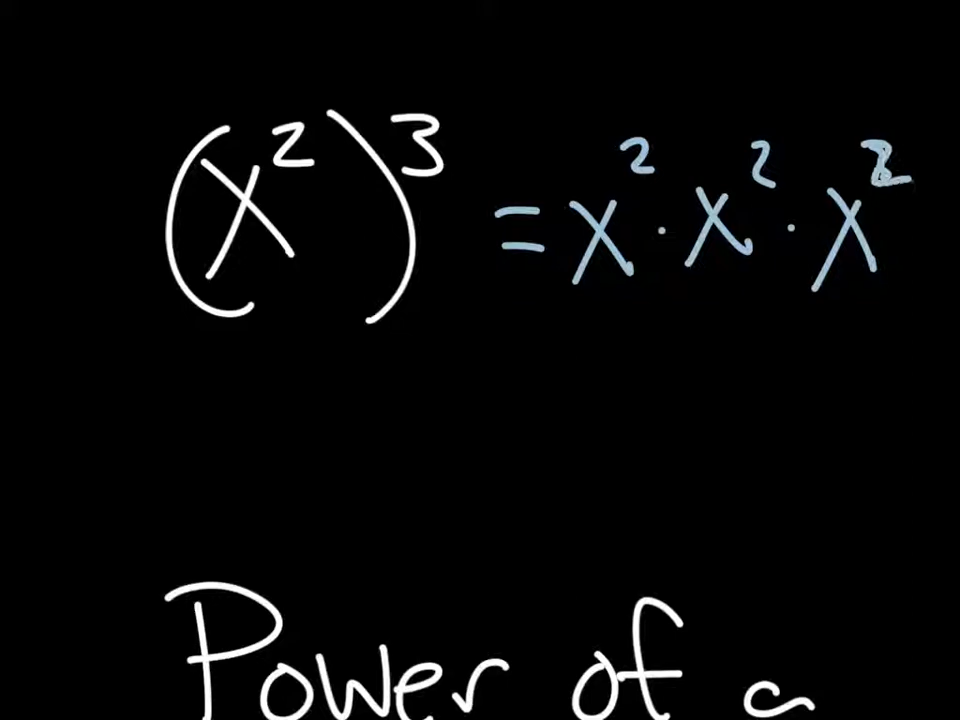 (x²)³ = x² · x² · x²
Power of a